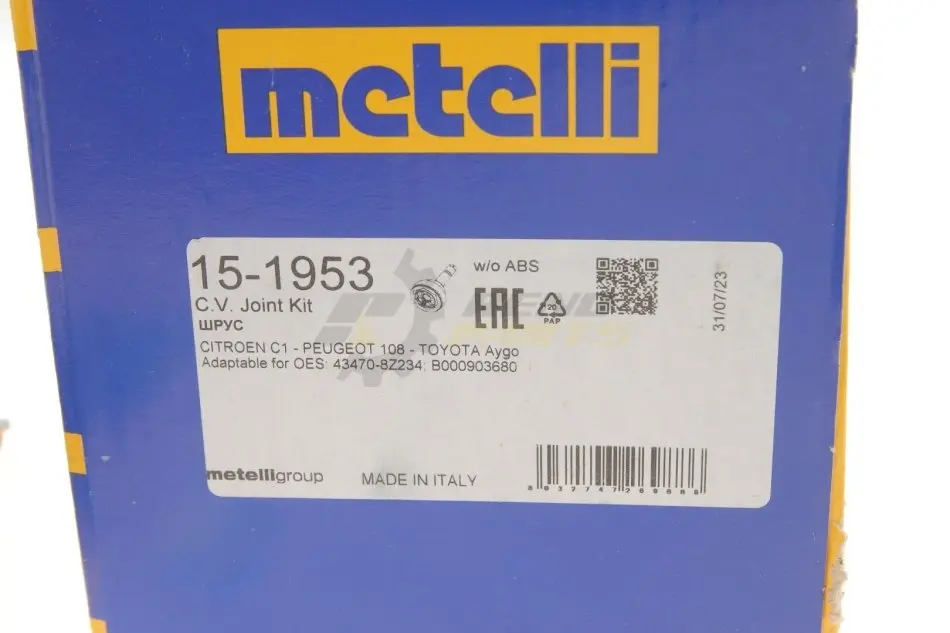 metelli
15-1953
C.V. Joint Kit
ШРУС
w/o ABS
EAC
20
PAP
31/07/23
CITROEN C1 - PEUGEOT 108 - TOYOTA Aygo
Adaptable for OES: 43470-8Z234; B000903680
metelligroup
MADE IN ITALY